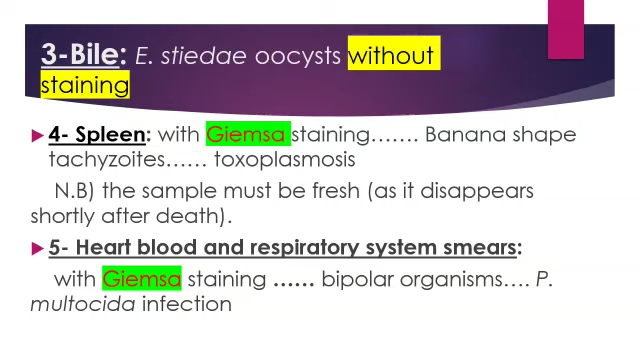 3-Bile: E. stiedae oocysts without
staining
4- Spleen: with Giemsa staining……. Banana shape
tachyzoites…… toxoplasmosis
N.B) the sample must be fresh (as it disappears
shortly after death).
5- Heart blood and respiratory system smears:
with Giemsa staining …… bipolar organisms…. P.
multocida infection